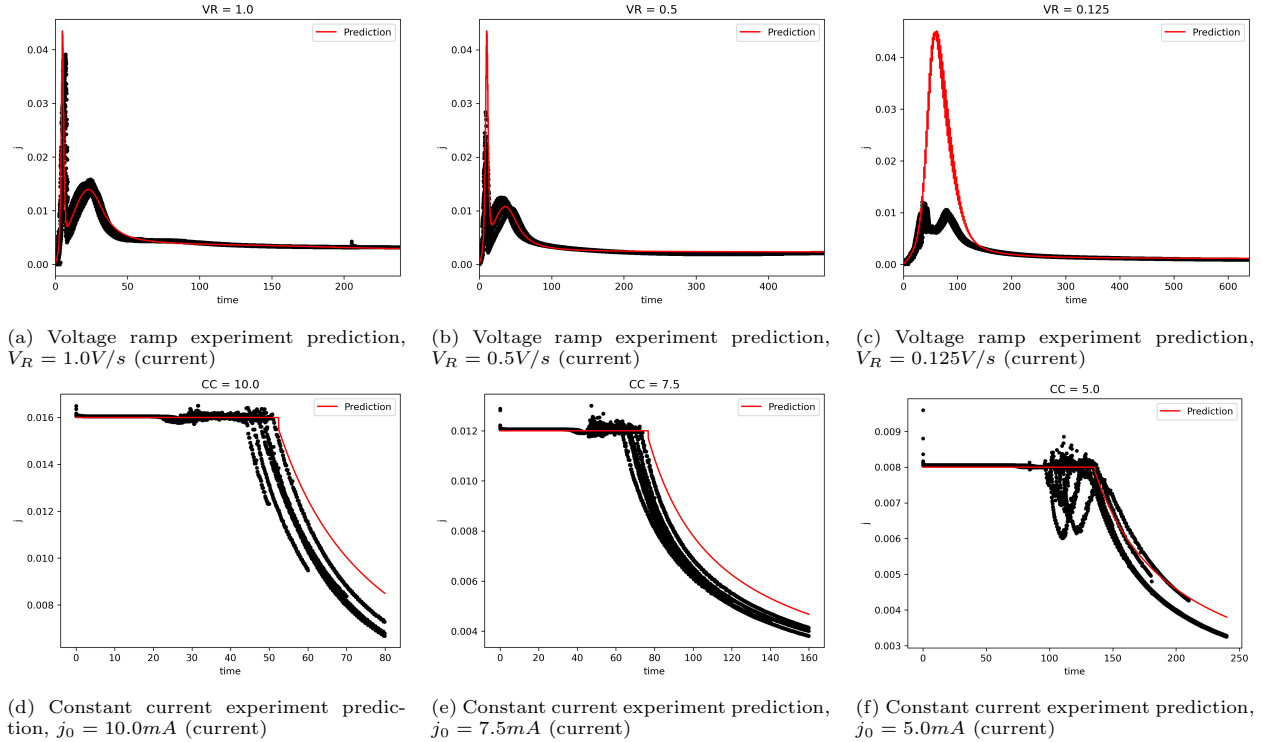 VR = 1.0
Prediction
0.04
0.03
0.02
0.01
0.00
j
0
50
100
150
200
time
VR = 0.5
Prediction
0.04
0.03
0.02
0.01
0.00
j
0
100
200
300
400
time
VR = 0.125
Prediction
0.04
0.03
0.02
0.01
0.00
j
0
100
200
300
400
500
600
time
(a) Voltage ramp experiment prediction,
V_R = 1.0V/s (current)
(b) Voltage ramp experiment prediction,
V_R = 0.5V/s (current)
(c) Voltage ramp experiment prediction,
V_R = 0.125V/s (current)
CC = 10.0
Prediction
0.016
0.014
0.012
0.010
0.008
j
0
10
20
30
40
50
60
70
80
time
CC = 7.5
Prediction
0.012
0.010
0.008
0.006
0.004
j
0
20
40
60
80
100
120
140
160
time
CC = 5.0
Prediction
0.009
0.008
0.007
0.006
0.005
0.004
0.003
j
0
50
100
150
200
250
time
(d) Constant current experiment predic-
tion, j_0 = 10.0mA (current)
(e) Constant current experiment prediction,
j_0 = 7.5mA (current)
(f) Constant current experiment prediction,
j_0 = 5.0mA (current)